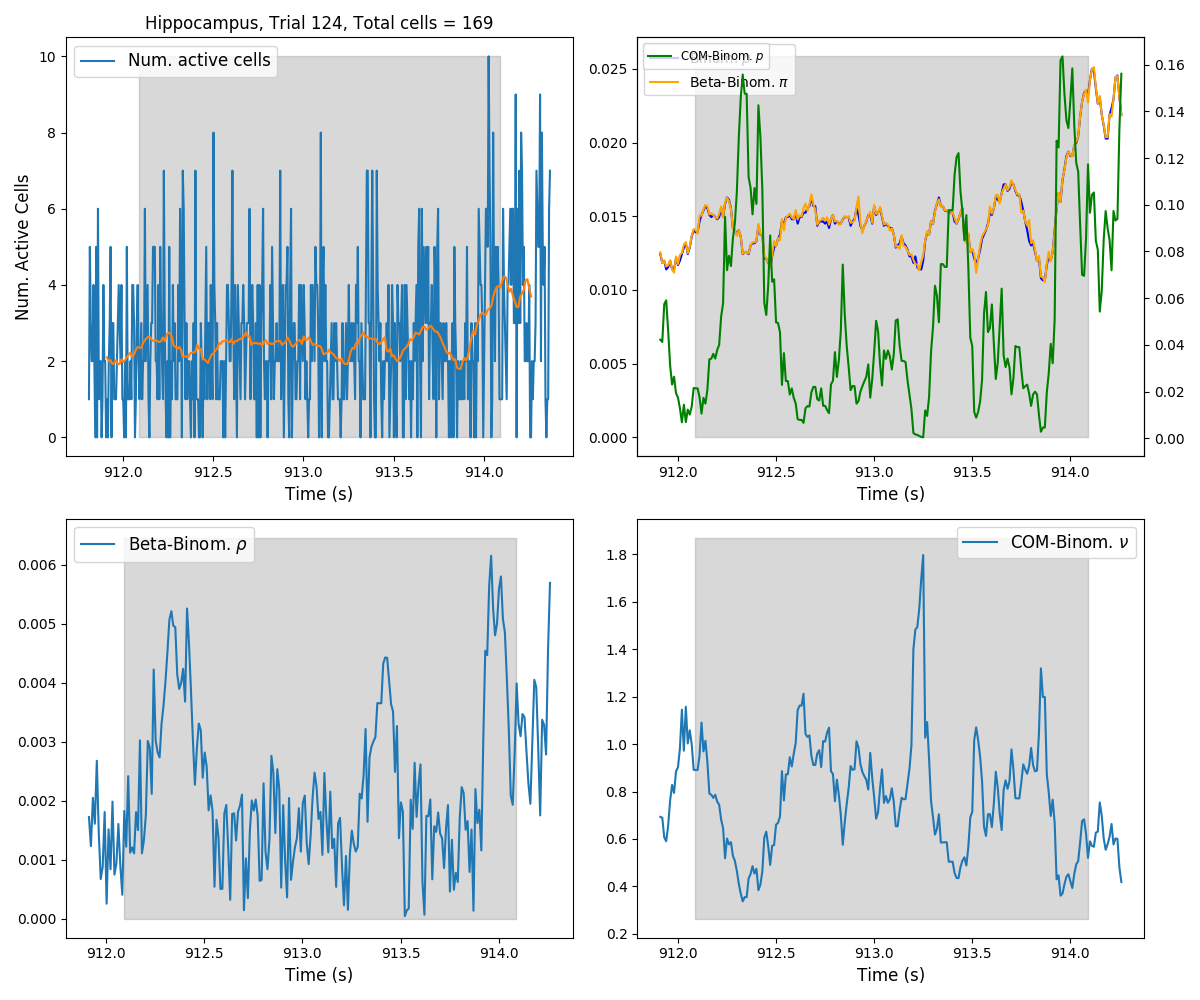 Hippocampus, Trial 124, Total cells = 169
Num. active cells
Num. Active Cells
10
8
6
4
2
0
912.0 912.5 913.0 913.5 914.0
Time (s)
COM-Binom. p
Beta-Binom. π
0.025
0.020
0.015
0.010
0.005
0.000
0.16
0.14
0.12
0.10
0.08
0.06
0.04
0.02
0.00
912.0 912.5 913.0 913.5 914.0
Time (s)
Beta-Binom. ρ
0.006
0.005
0.004
0.003
0.002
0.001
0.000
912.0 912.5 913.0 913.5 914.0
Time (s)
COM-Binom. ν
1.8
1.6
1.4
1.2
1.0
0.8
0.6
0.4
0.2
912.0 912.5 913.0 913.5 914.0
Time (s)